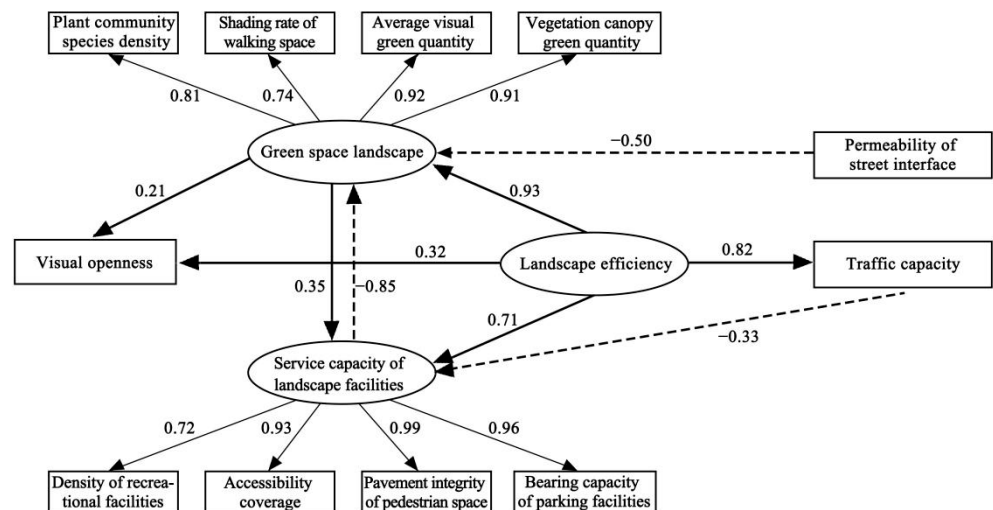 Plant community
species density
Shading rate of
walking space
Average visual
green quantity
Vegetation canopy
green quantity
0.81
0.74
0.92
0.91
Green space landscape
−0.50
Permeability of
street interface
0.21
0.93
Visual openness
0.32
Landscape efficiency
0.82
Traffic capacity
0.35
−0.85
0.71
−0.33
Service capacity of
landscape facilities
0.72
0.93
0.99
0.96
Density of recrea-
tional facilities
Accessibility
coverage
Pavement integrity
of pedestrian space
Bearing capacity
of parking facilities